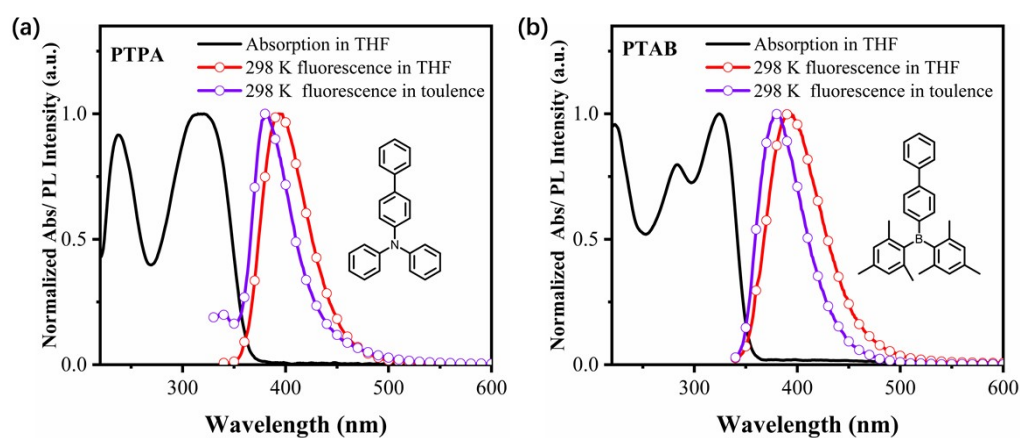 (a)
Normalized Abs/ PL Intensity (a.u.)
1.0
0.5
0.0
PTPA
Absorption in THF
298 K fluorescence in THF
298 K fluorescence in toulence
N
300
400
500
600
Wavelength (nm)
(b)
Normalized Abs/ PL Intensity (a.u.)
1.0
0.5
0.0
PTAB
Absorption in THF
298 K fluorescence in THF
298 K fluorescence in toulence
B
300
400
500
600
Wavelength (nm)